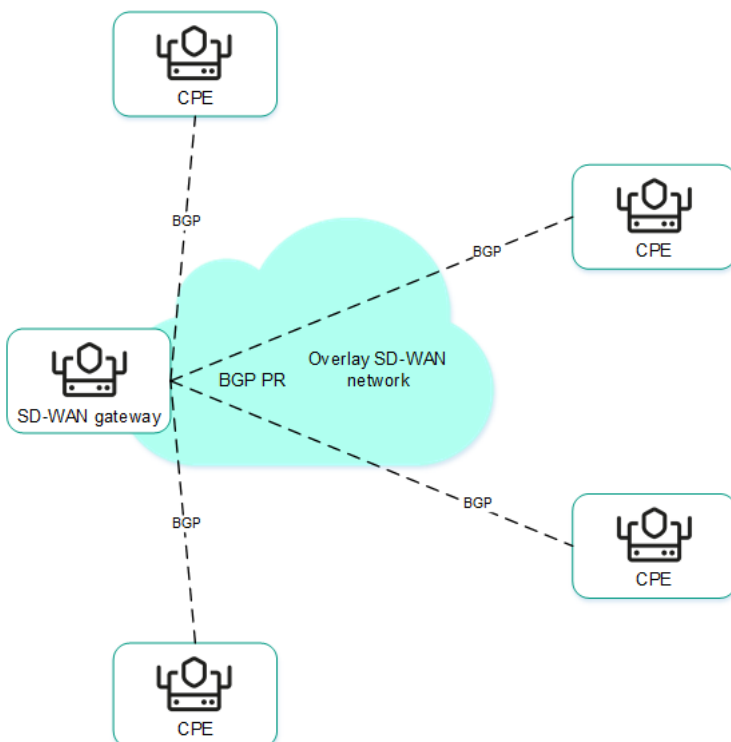 CPE
BGP
CPE
BGP
Overlay SD-WAN
network
BGP PR
SD-WAN gateway
BGP
BGP
CPE
CPE